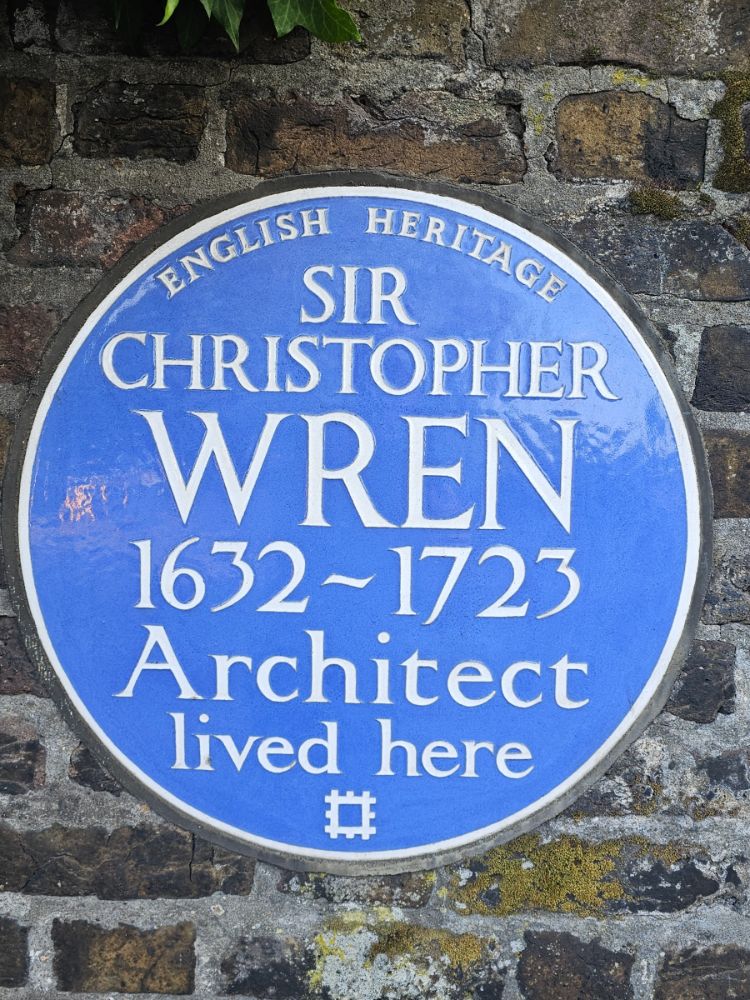 ENGLISH HERITAGE
SIR
CHRISTOPHER
WREN
1632~1723
Architect
lived here